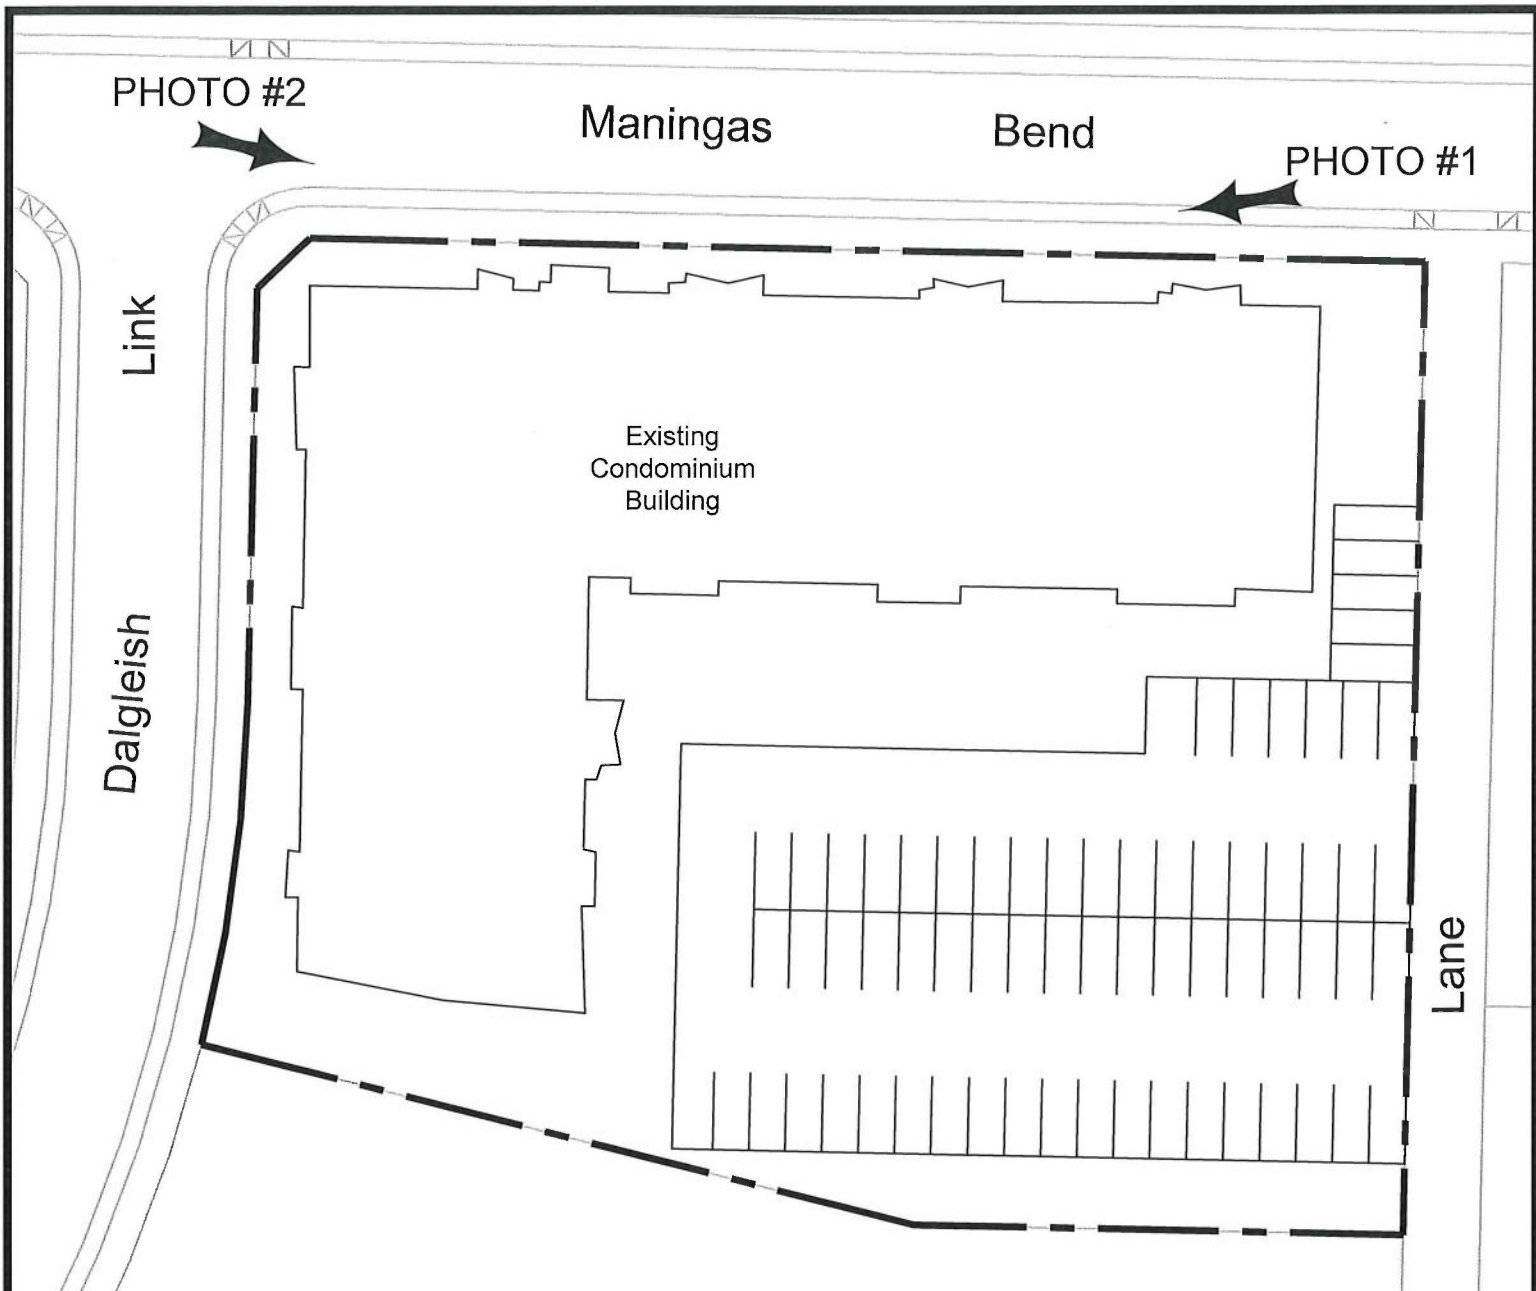 PHOTO #2
Maningas Bend
PHOTO #1
Link
Existing
Condominium
Building
Dalgleish
Lane